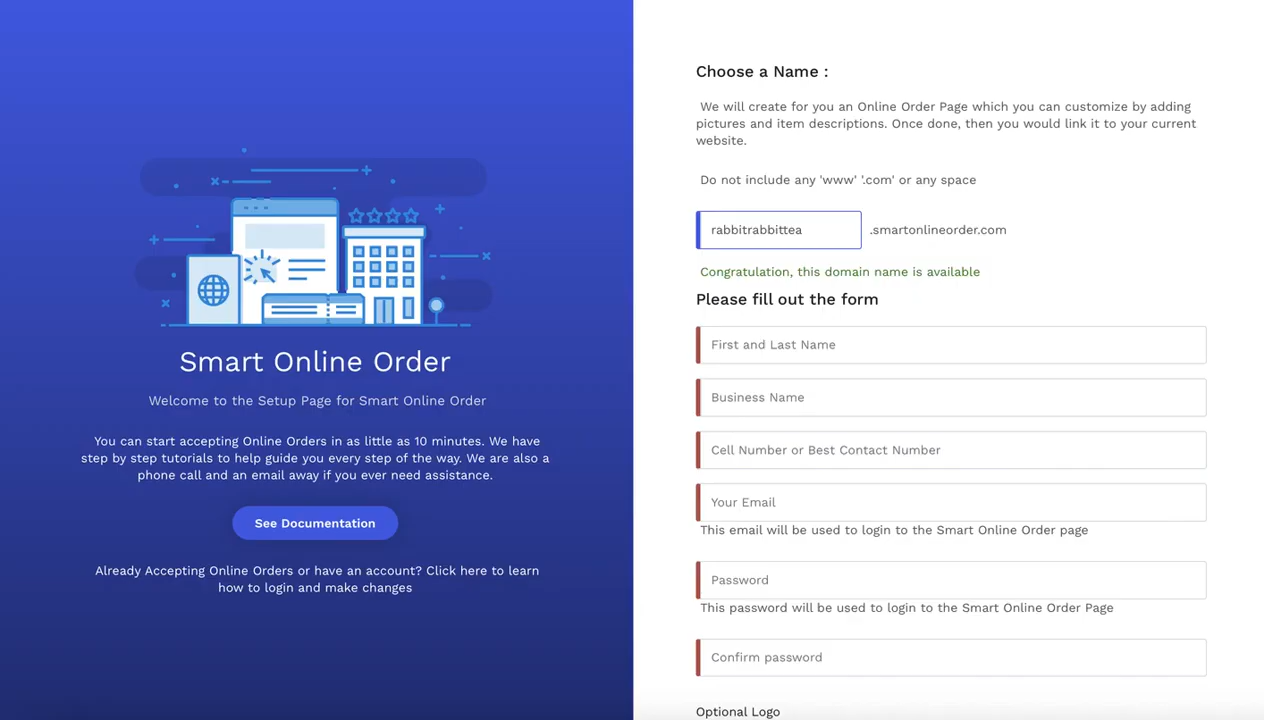 Smart Online Order
Welcome to the Setup Page for Smart Online Order
You can start accepting Online Orders in as little as 10 minutes. We have
step by step tutorials to help guide you every step of the way. We are also a
phone call and an email away if you ever need assistance.
See Documentation
Already Accepting Online Orders or have an account? Click here to learn
how to login and make changes
Choose a Name :
We will create for you an Online Order Page which you can customize by adding
pictures and item descriptions. Once done, then you would link it to your current
website.
Do not include any 'www' '.com' or any space
rabbitrabbittea .smartonlineorder.com
Congratulation, this domain name is available
Please fill out the form
First and Last Name
Business Name
Cell Number or Best Contact Number
Your Email
This email will be used to login to the Smart Online Order page
Password
This password will be used to login to the Smart Online Order Page
Confirm password
Optional Logo